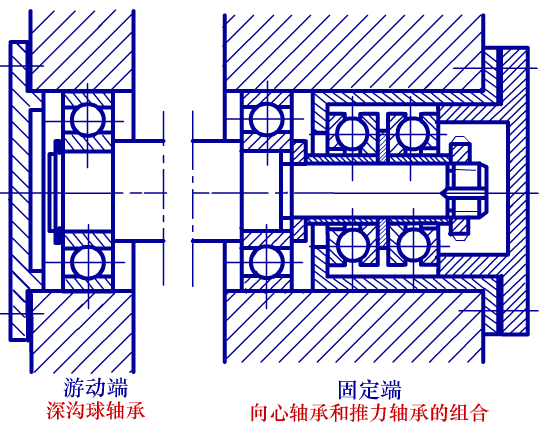 游动端
深沟球轴承
固定端
向心轴承和推力轴承的组合